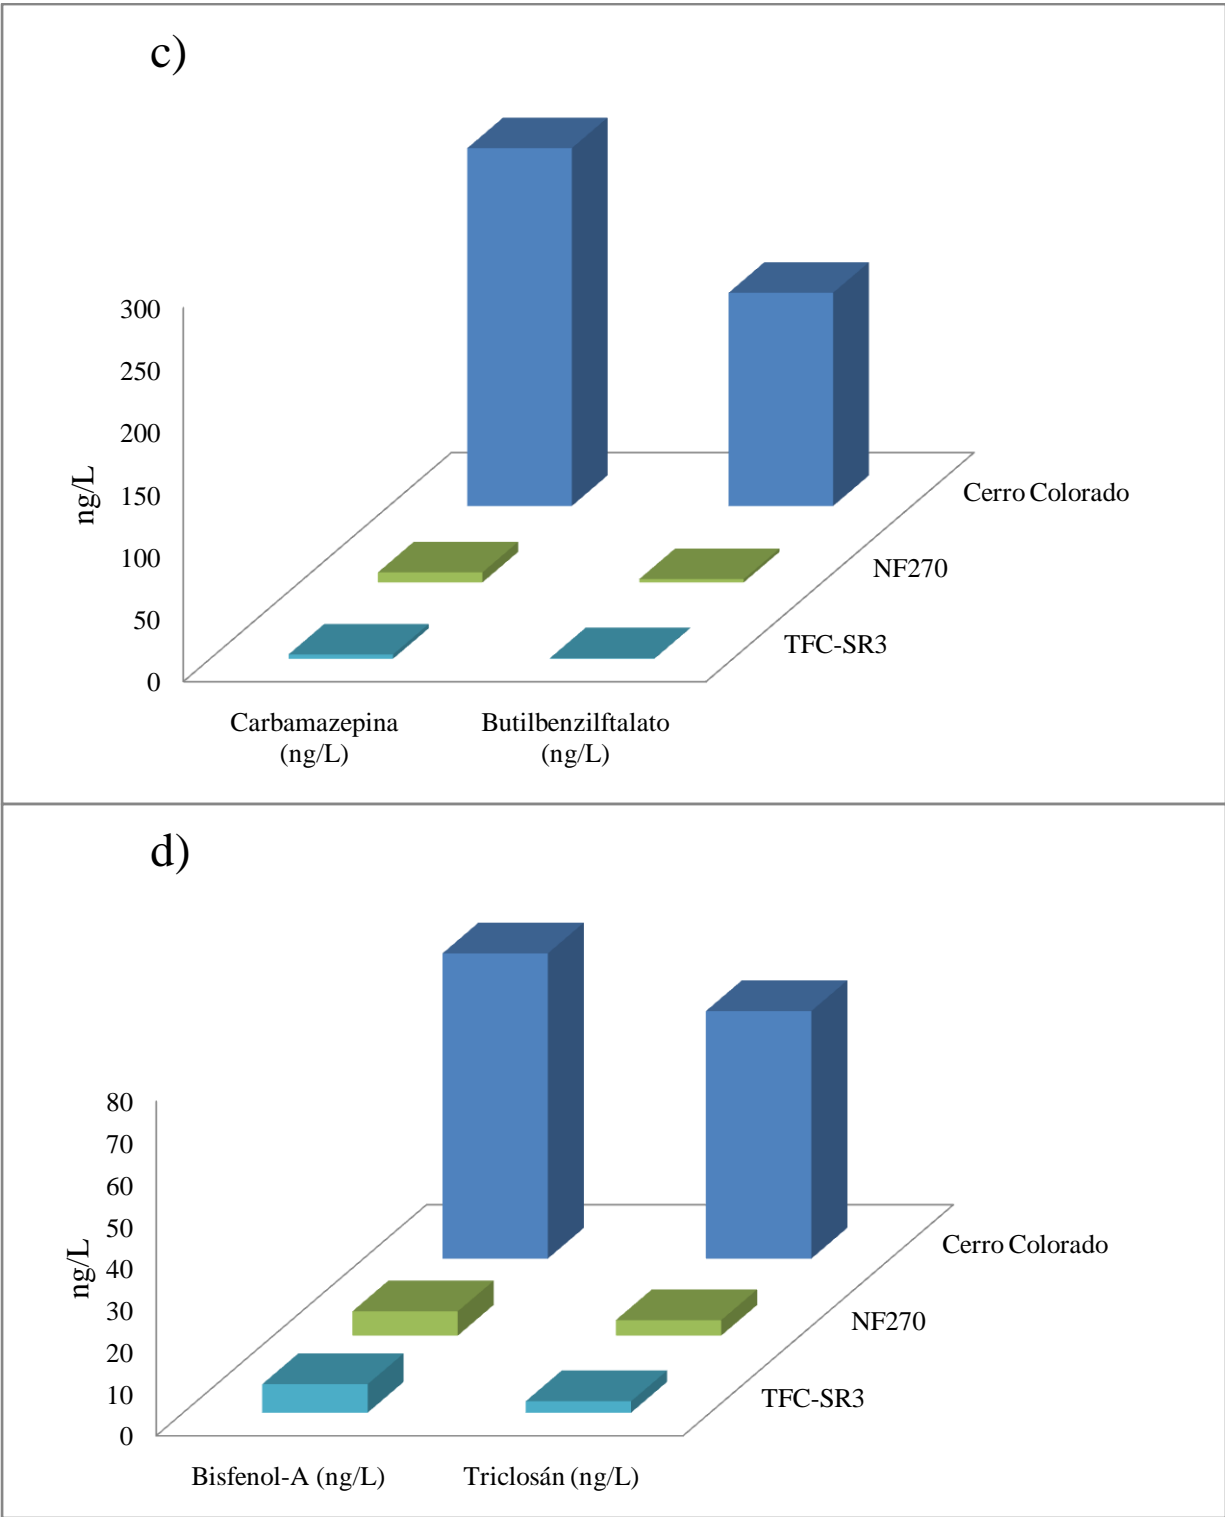 c)
300
250
200
150
100
50
0
ng/L
Cerro Colorado
NF270
TFC-SR3
Carbamazepina
(ng/L)
Butilbenzilftalato
(ng/L)
d)
80
70
60
50
40
30
20
10
0
ng/L
Cerro Colorado
NF270
TFC-SR3
Bisfenol-A (ng/L)
Triclosán (ng/L)